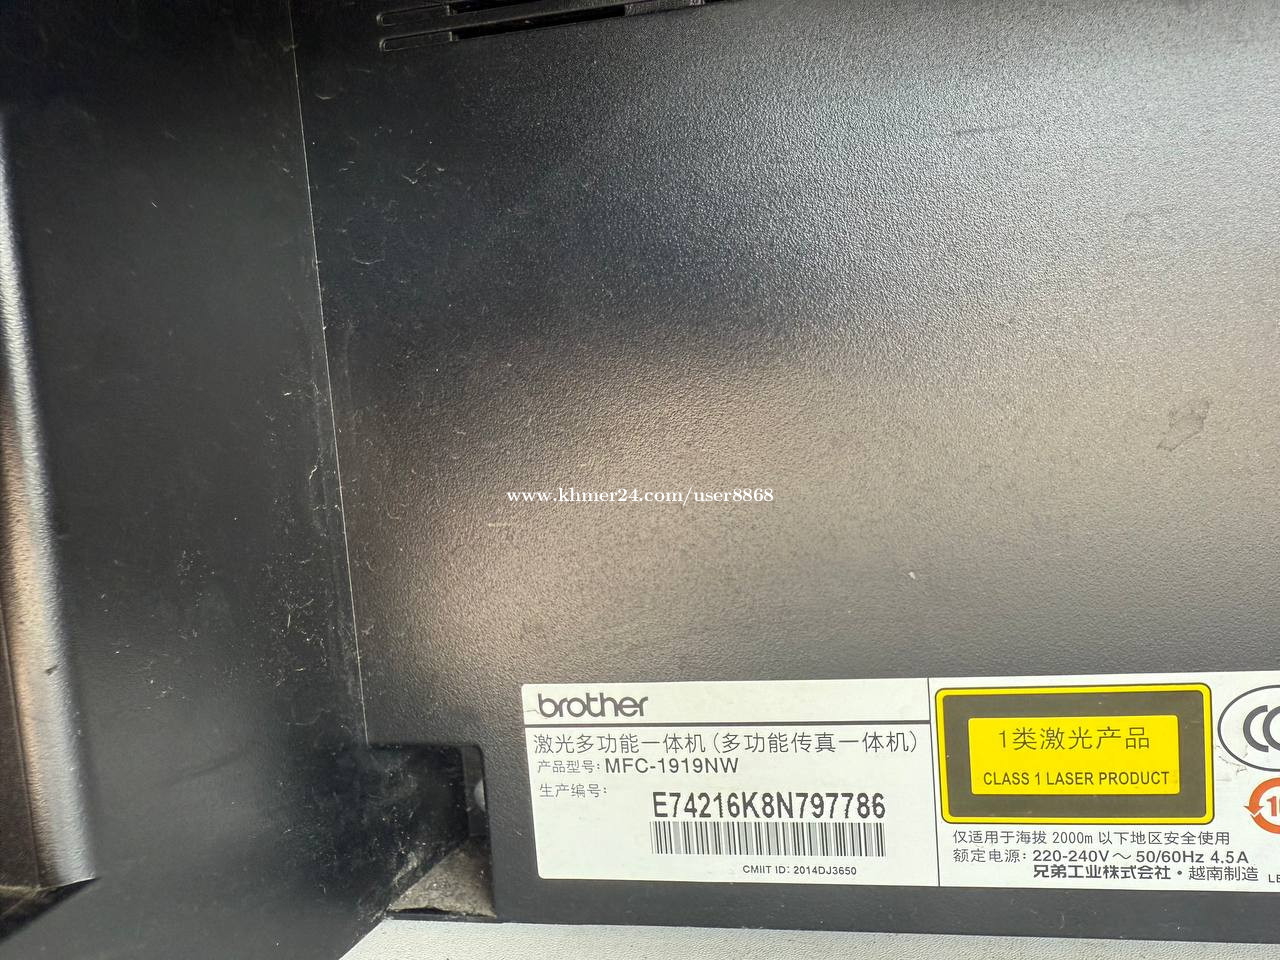 www.khmer24.com/user8868
brother
激光多功能一体机(多功能传真一体机)
产品型号: MFC-1919NW
生产编号:
E74216K8N797786
CMIIT ID: 2014DJ3650
1类激光产品
CLASS 1 LASER PRODUCT
仅适用于海拔 2000m 以下地区安全使用
额定电源: 220-240V～ 50/60Hz 4.5A
兄弟工业株式会社・越南制造